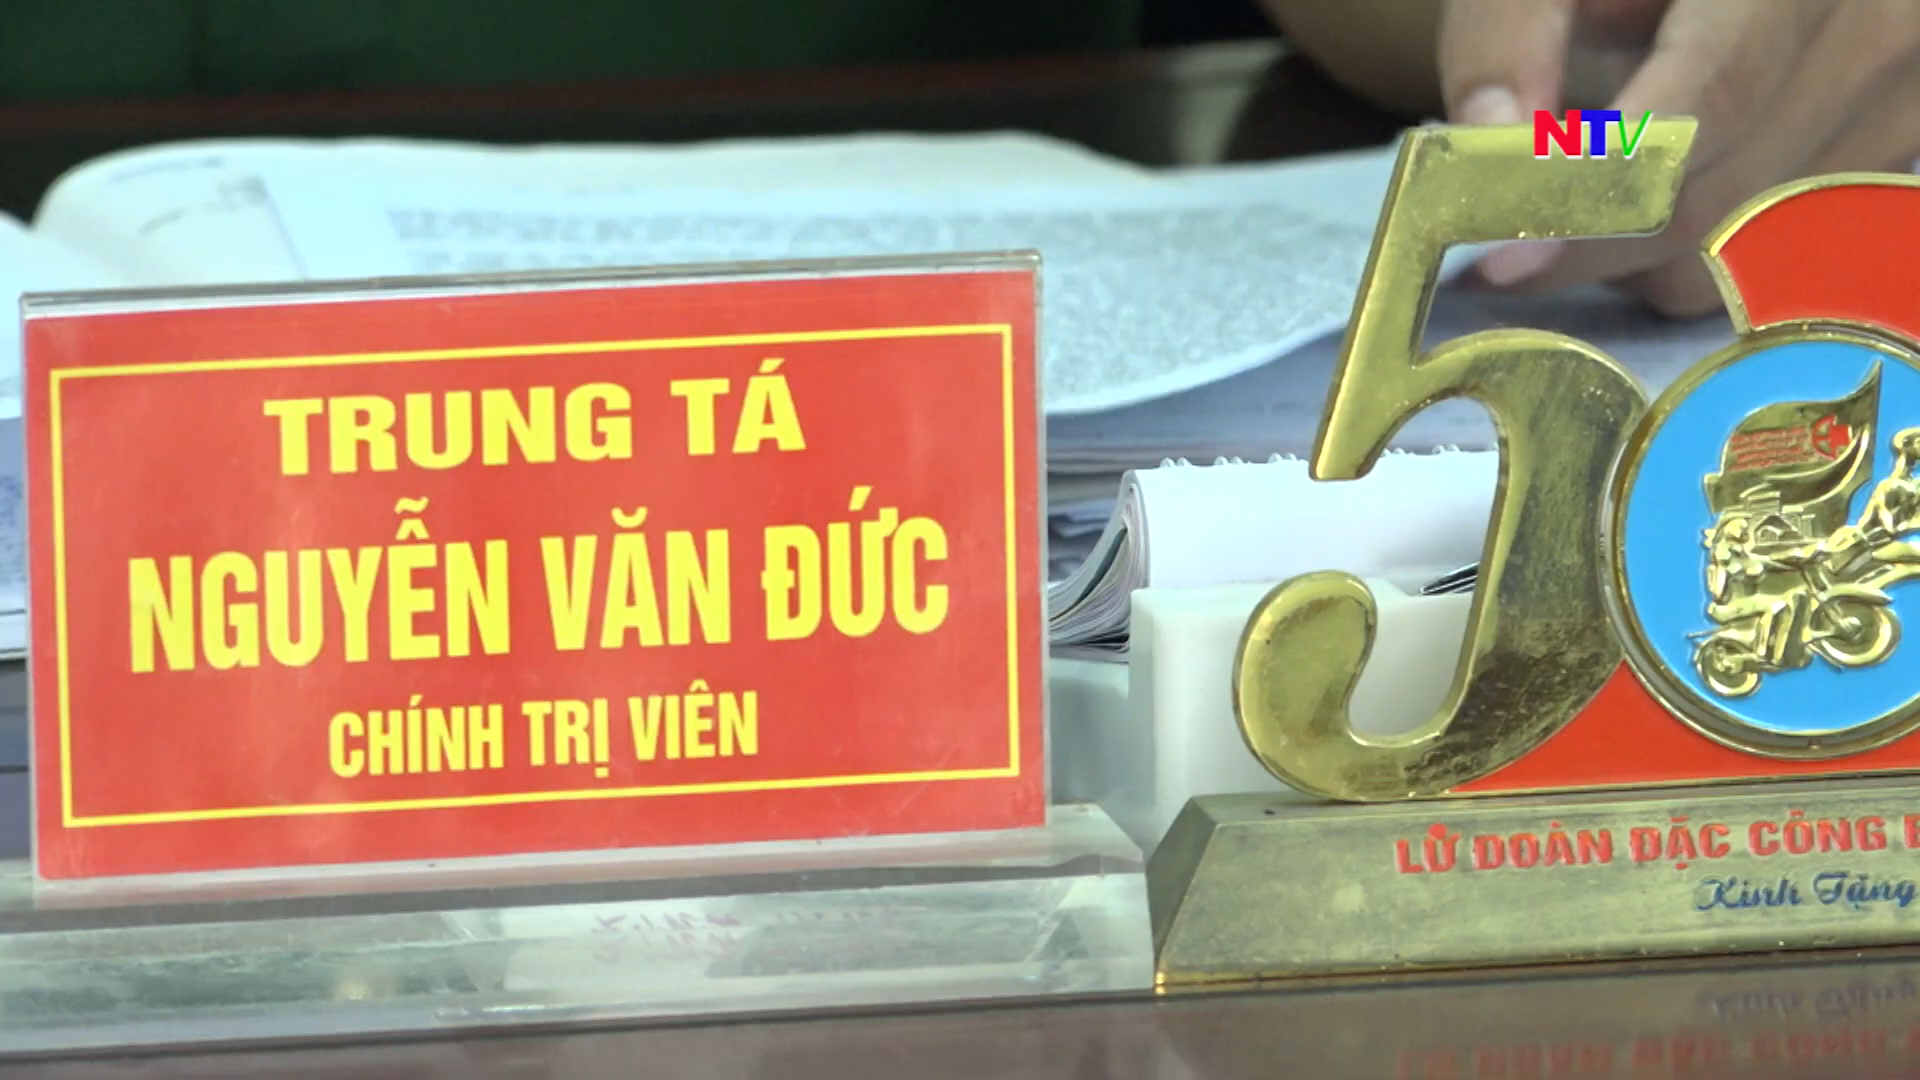 NTV
TRUNG TÁ
NGUYỄN VĂN ĐỨC
CHÍNH TRỊ VIÊN
50
LỮ ĐOÀN ĐẶC CÔNG
Kính Tặng